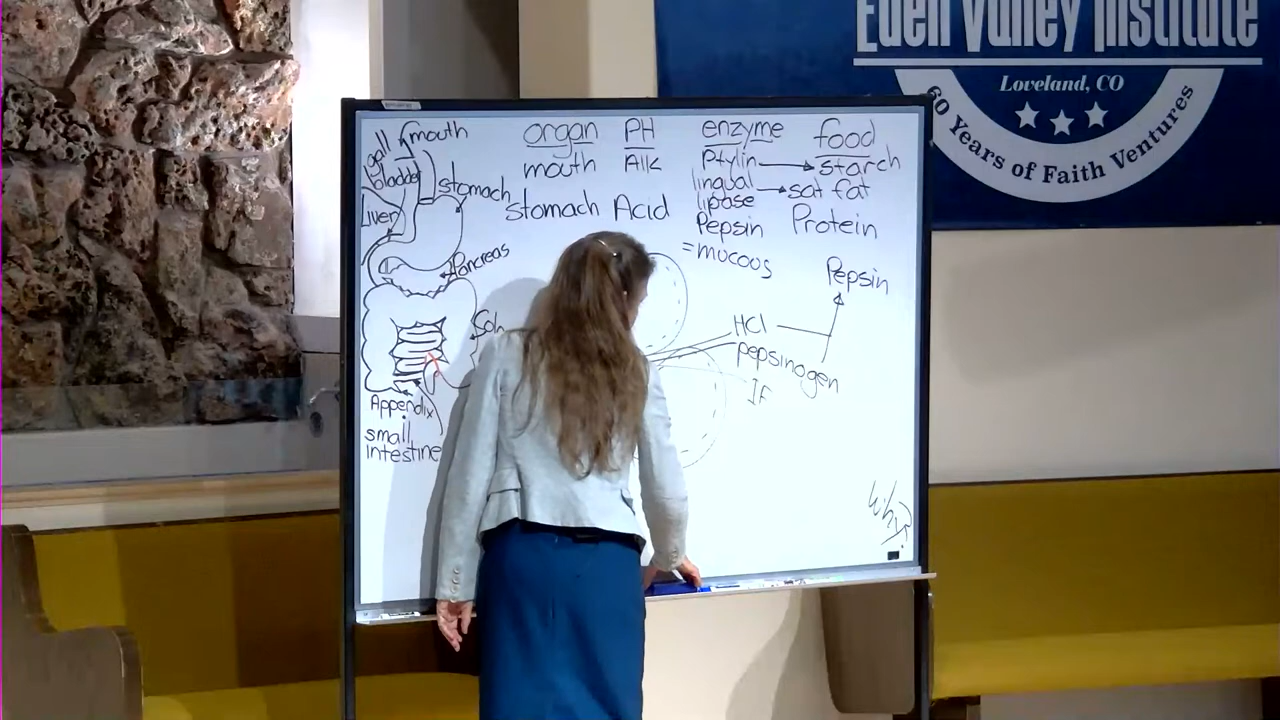 Eden Valley Institute
Loveland, CO
60 Years of Faith Ventures
gall bladder
mouth
stomach
Liver
Pancreas
Appendix
small
intestine
organ PH enzyme food
mouth Alk Ptylin starch
lingual lipase sat fat
stomach Acid Pepsin Protein
=mucous
Pepsin
HCl
pepsinogen
IF
Why?